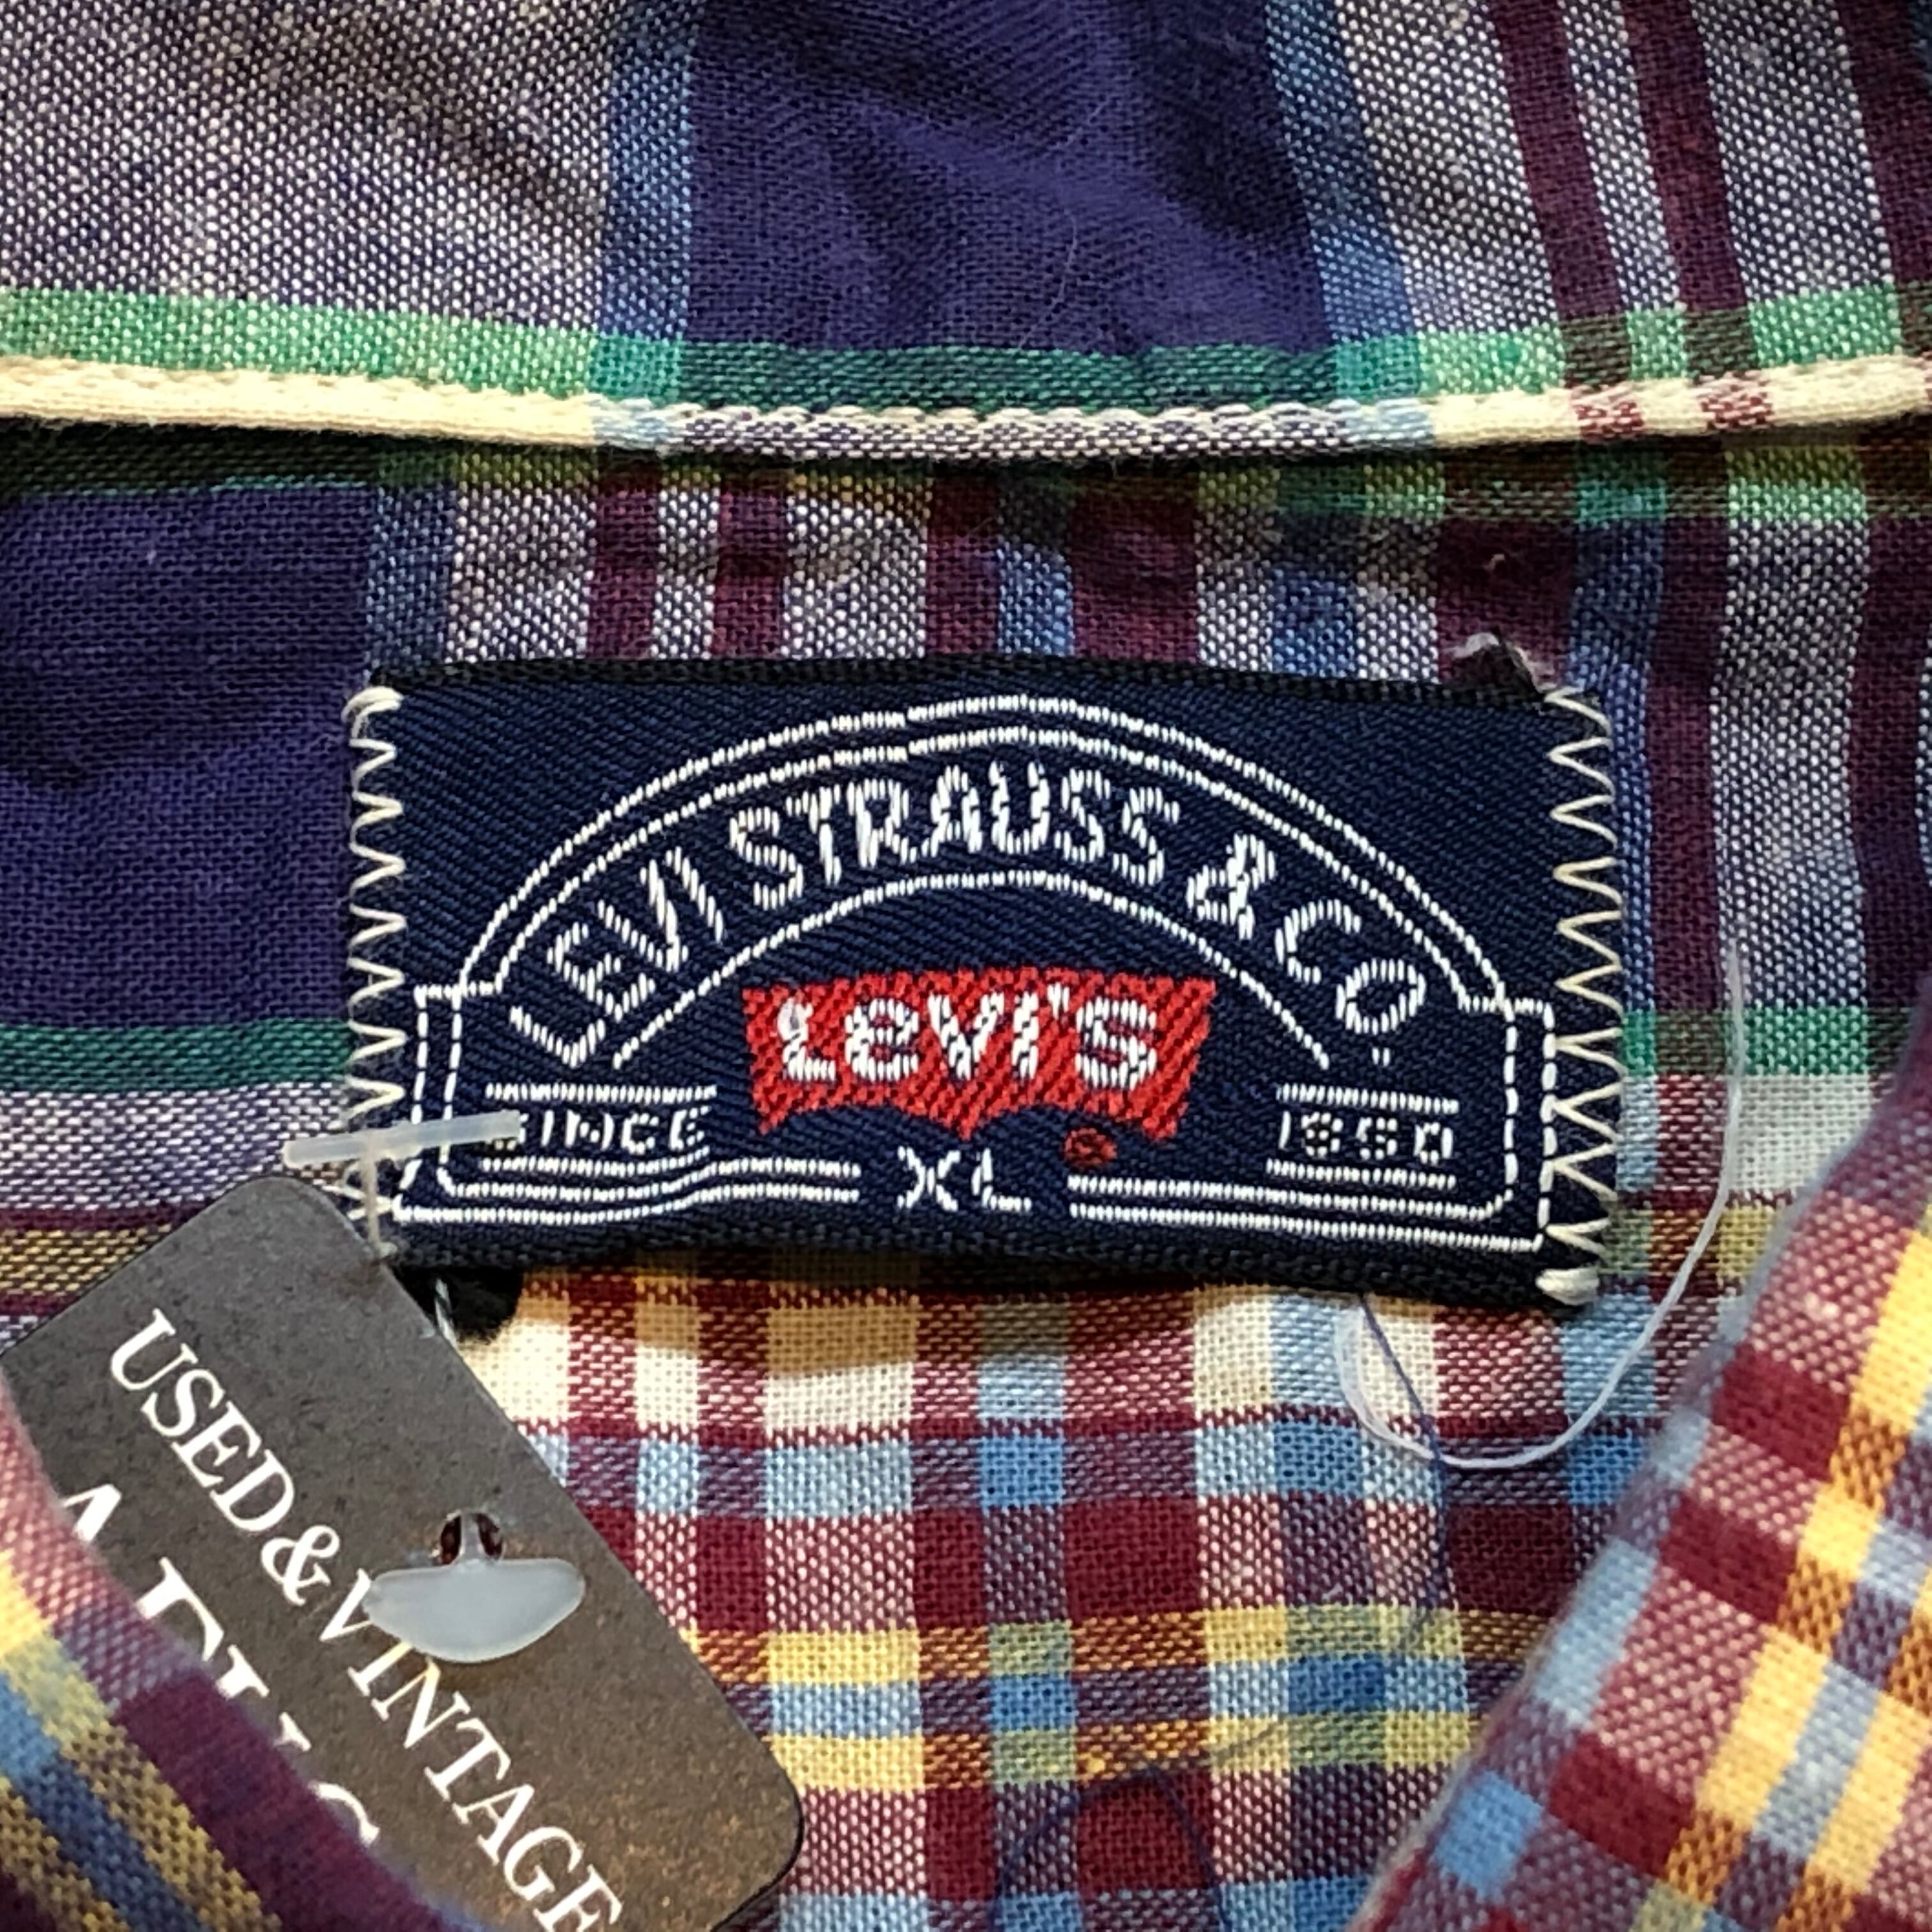 LEVI STRAUSS & CO
Levi's
SINCE
1850
XL
USED & VINTAGE